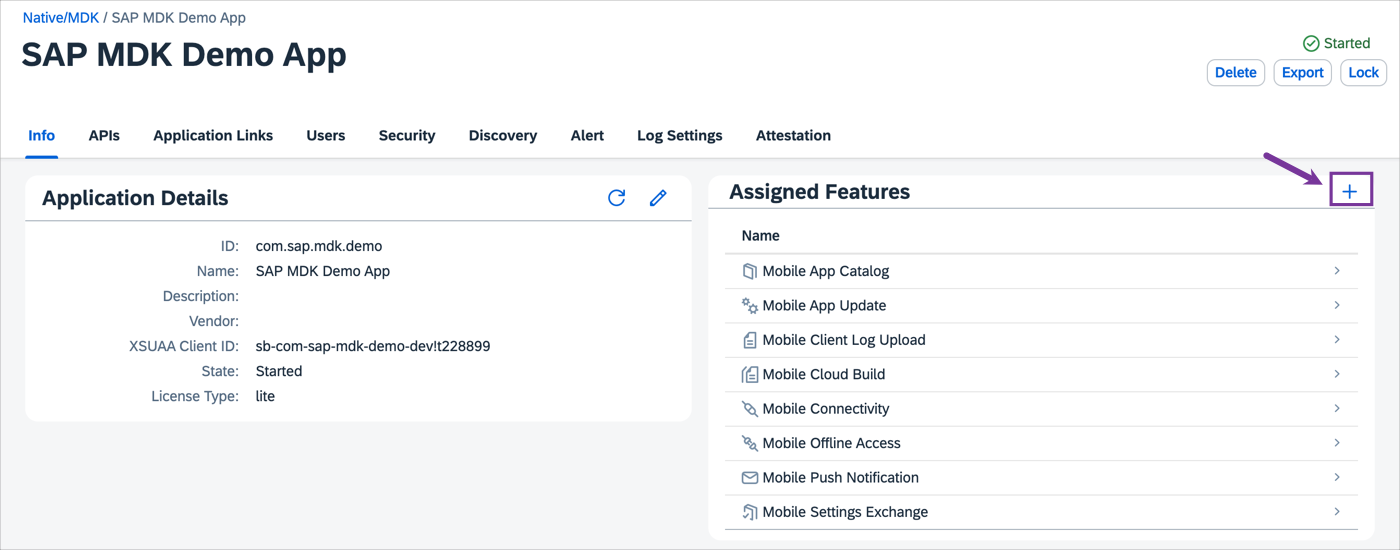 Native/MDK / SAP MDK Demo App
SAP MDK Demo App
Started
Delete Export Lock
Info APIs Application Links Users Security Discovery Alert Log Settings Attestation
Application Details
ID: com.sap.mdk.demo
Name: SAP MDK Demo App
Description:
Vendor:
XSUAA Client ID: sb-com-sap-mdk-demo-dev!t228899
State: Started
License Type: lite
Assigned Features
Name
Mobile App Catalog
Mobile App Update
Mobile Client Log Upload
Mobile Cloud Build
Mobile Connectivity
Mobile Offline Access
Mobile Push Notification
Mobile Settings Exchange